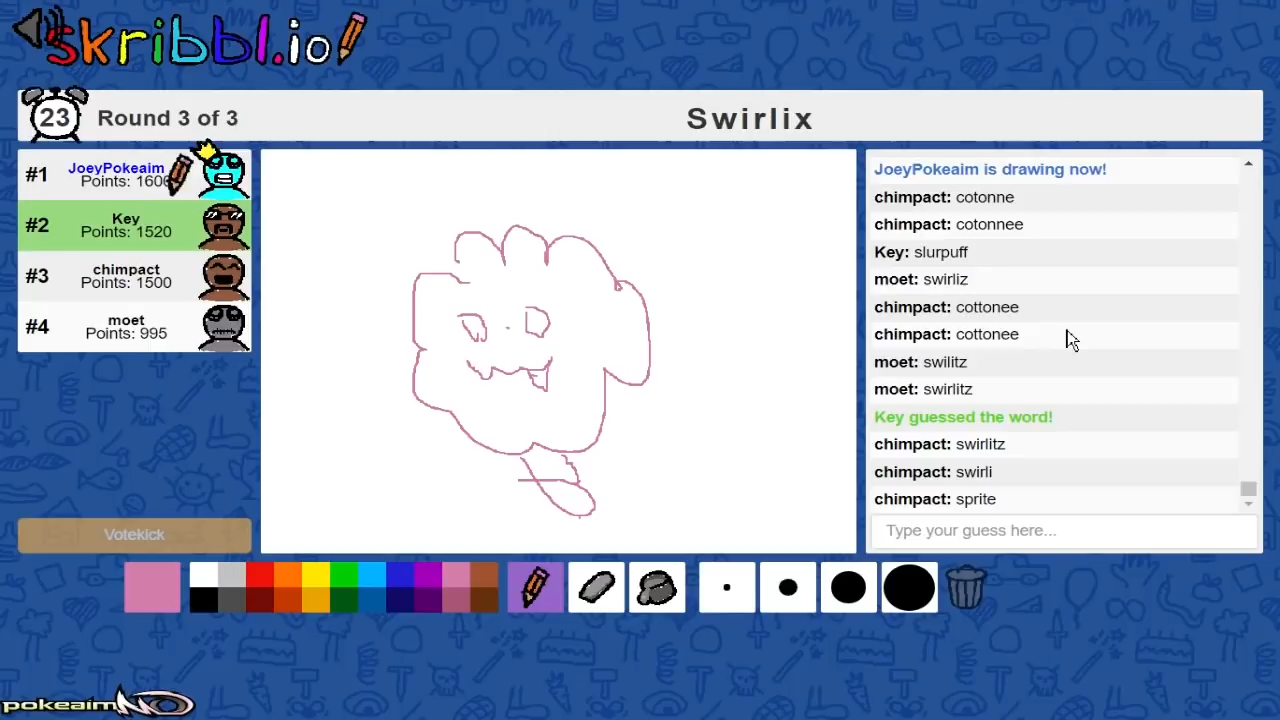 skribbl.io
23
Round 3 of 3
Swirlix
#1
JoeyPokeaim
Points: 1600
#2
Key
Points: 1520
#3
chimpact
Points: 1500
#4
moet
Points: 995
Votekick
JoeyPokeaim is drawing now!
chimpact: cotonne
chimpact: cotonnee
Key: slurpuff
moet: swirliz
chimpact: cottonee
chimpact: cottonee
moet: swilitz
moet: swirlitz
Key guessed the word!
chimpact: swirlitz
chimpact: swirli
chimpact: sprite
Type your guess here...
pokeaim